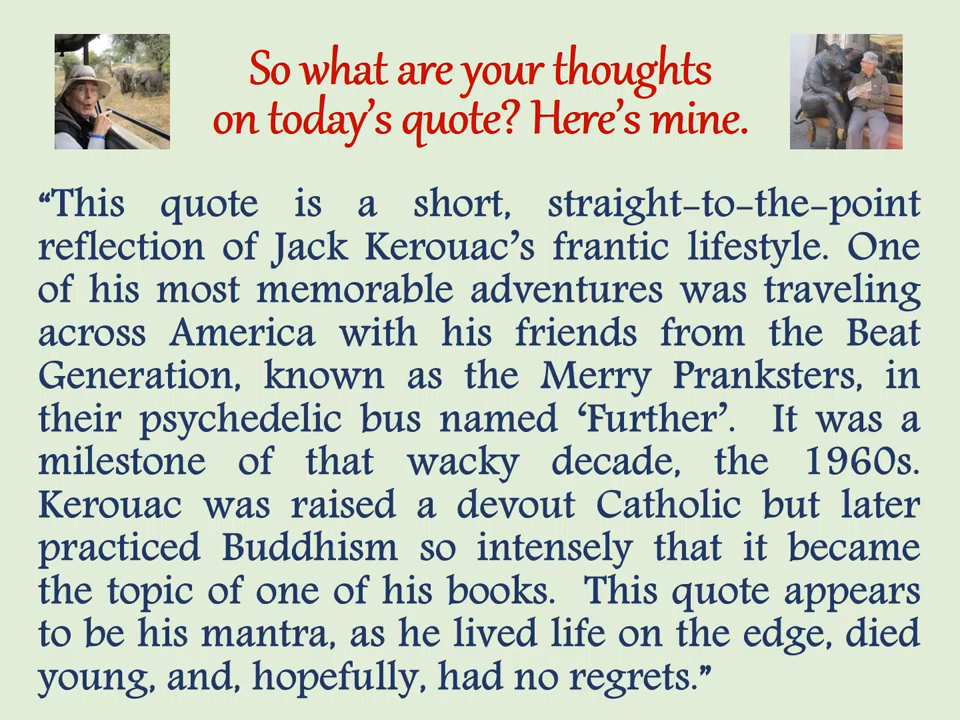 So what are your thoughts
on today's quote? Here's mine.
“This quote is a short, straight-to-the-point
reflection of Jack Kerouac's frantic lifestyle. One
of his most memorable adventures was traveling
across America with his friends from the Beat
Generation, known as the Merry Pranksters, in
their psychedelic bus named ‘Further’. It was a
milestone of that wacky decade, the 1960s.
Kerouac was raised a devout Catholic but later
practiced Buddhism so intensely that it became
the topic of one of his books. This quote appears
to be his mantra, as he lived life on the edge, died
young, and, hopefully, had no regrets.”